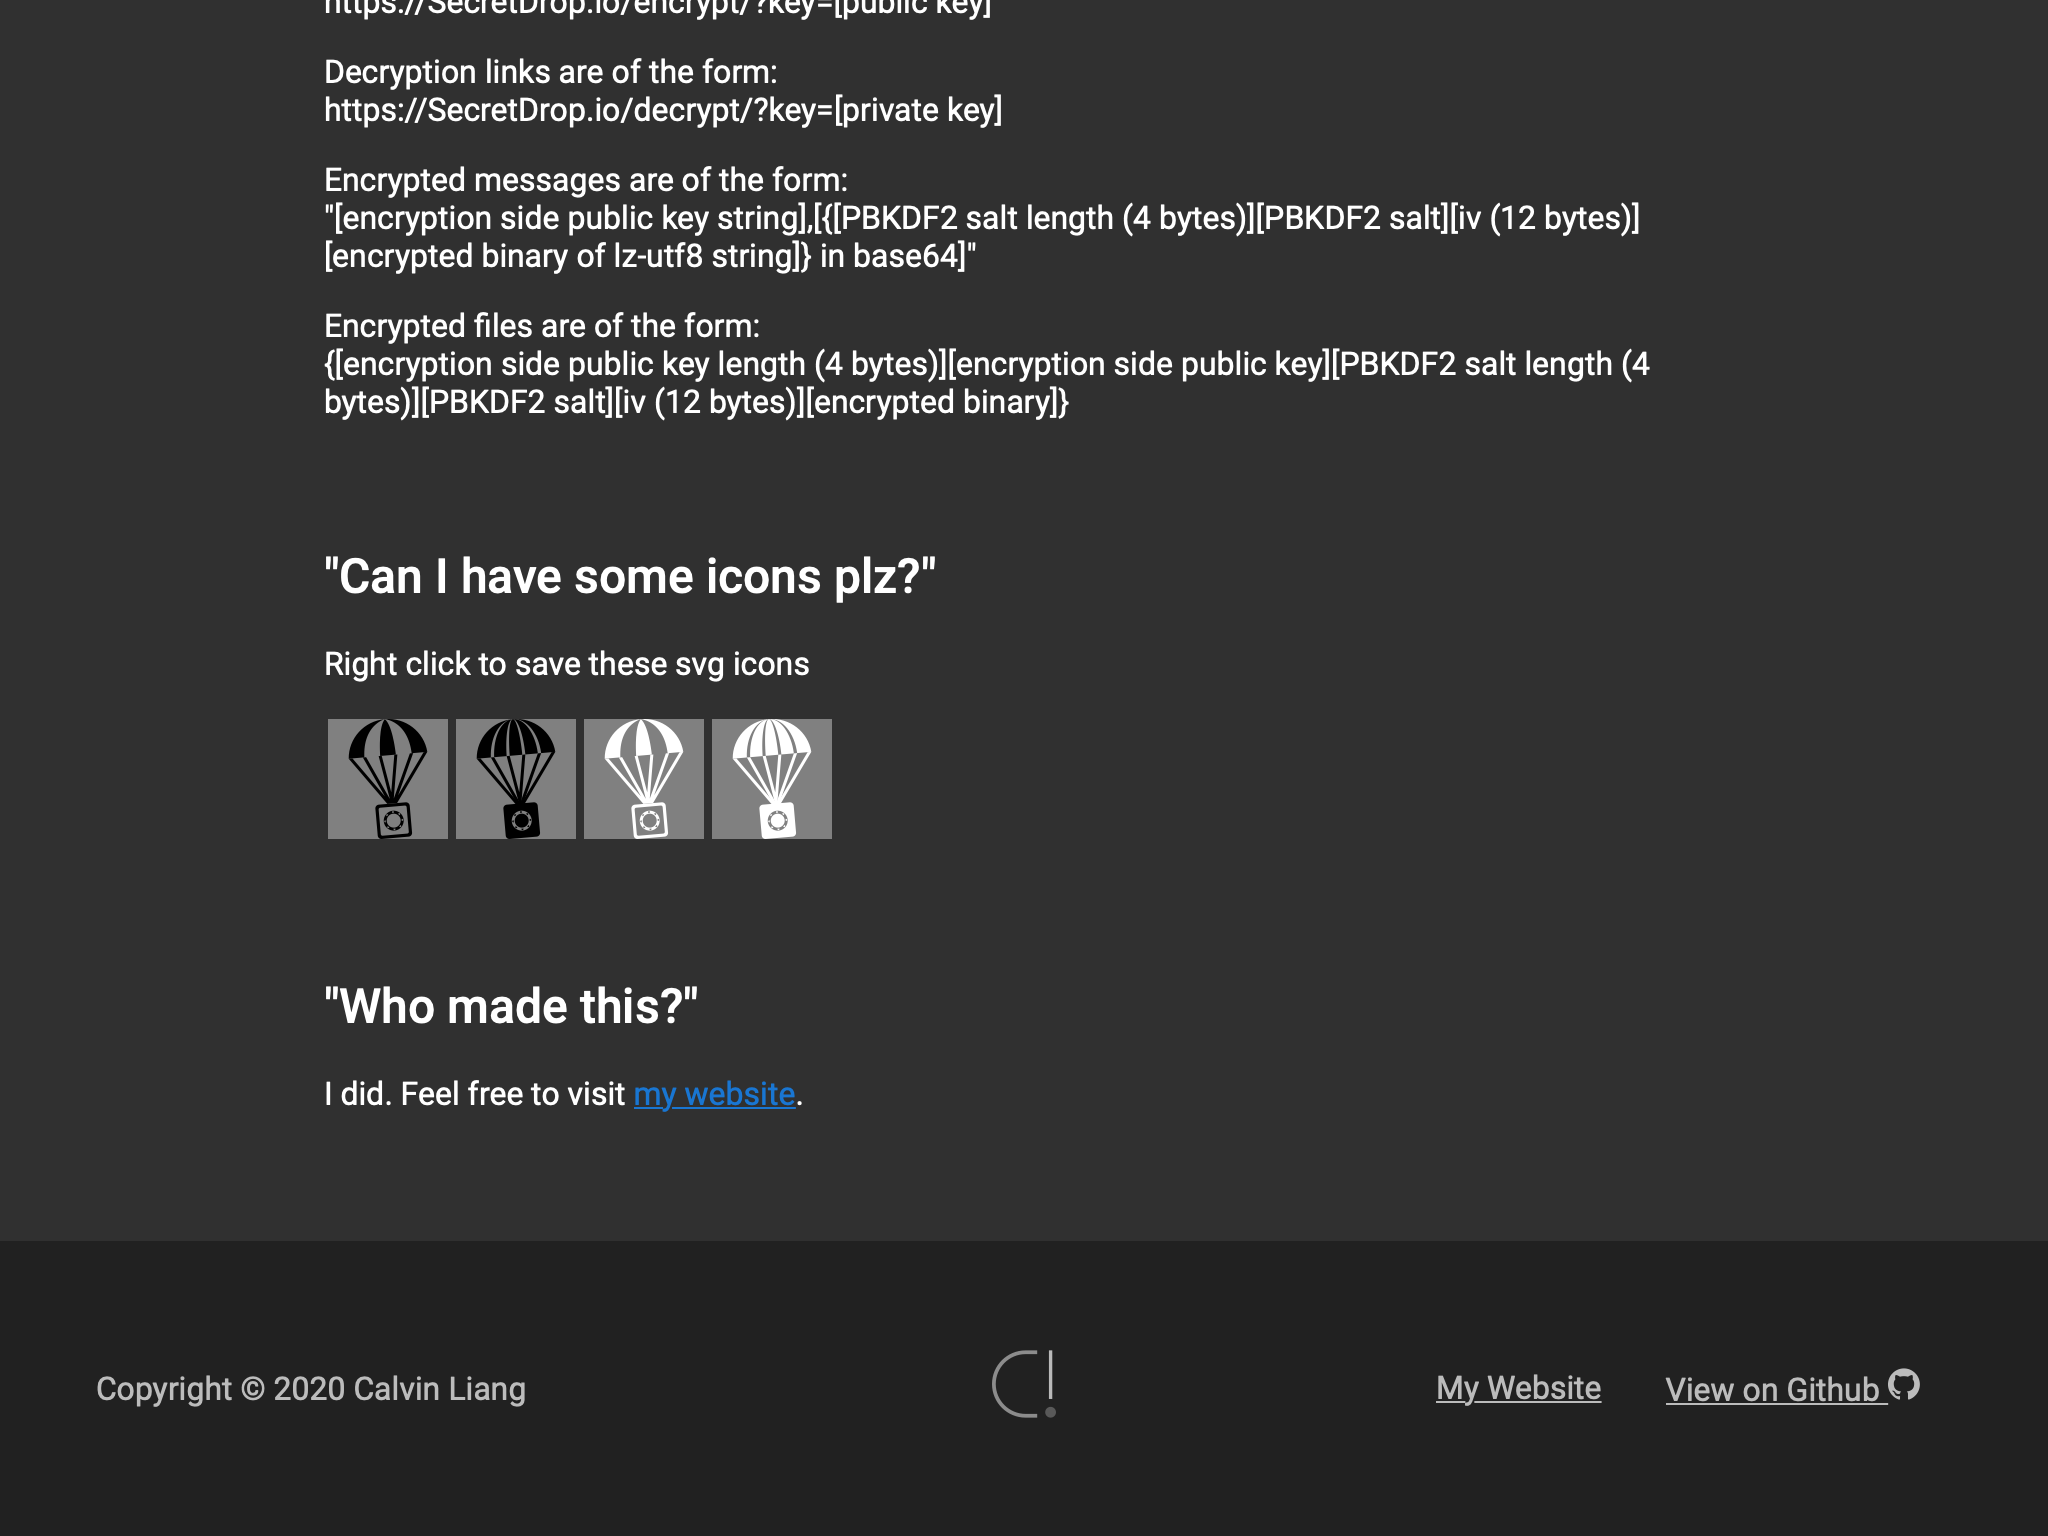 https://SecretDrop.io/encrypt/?key=[public key]
Decryption links are of the form:
https://SecretDrop.io/decrypt/?key=[private key]
Encrypted messages are of the form:
"[encryption side public key string],[{[PBKDF2 salt length (4 bytes)][PBKDF2 salt][iv (12 bytes)]
[encrypted binary of lz-utf8 string]} in base64]"
Encrypted files are of the form:
{[encryption side public key length (4 bytes)][encryption side public key][PBKDF2 salt length (4
bytes)][PBKDF2 salt][iv (12 bytes)][encrypted binary]}
"Can I have some icons plz?"
Right click to save these svg icons
"Who made this?"
I did. Feel free to visit my website.
Copyright © 2020 Calvin Liang
C!
My Website
View on Github